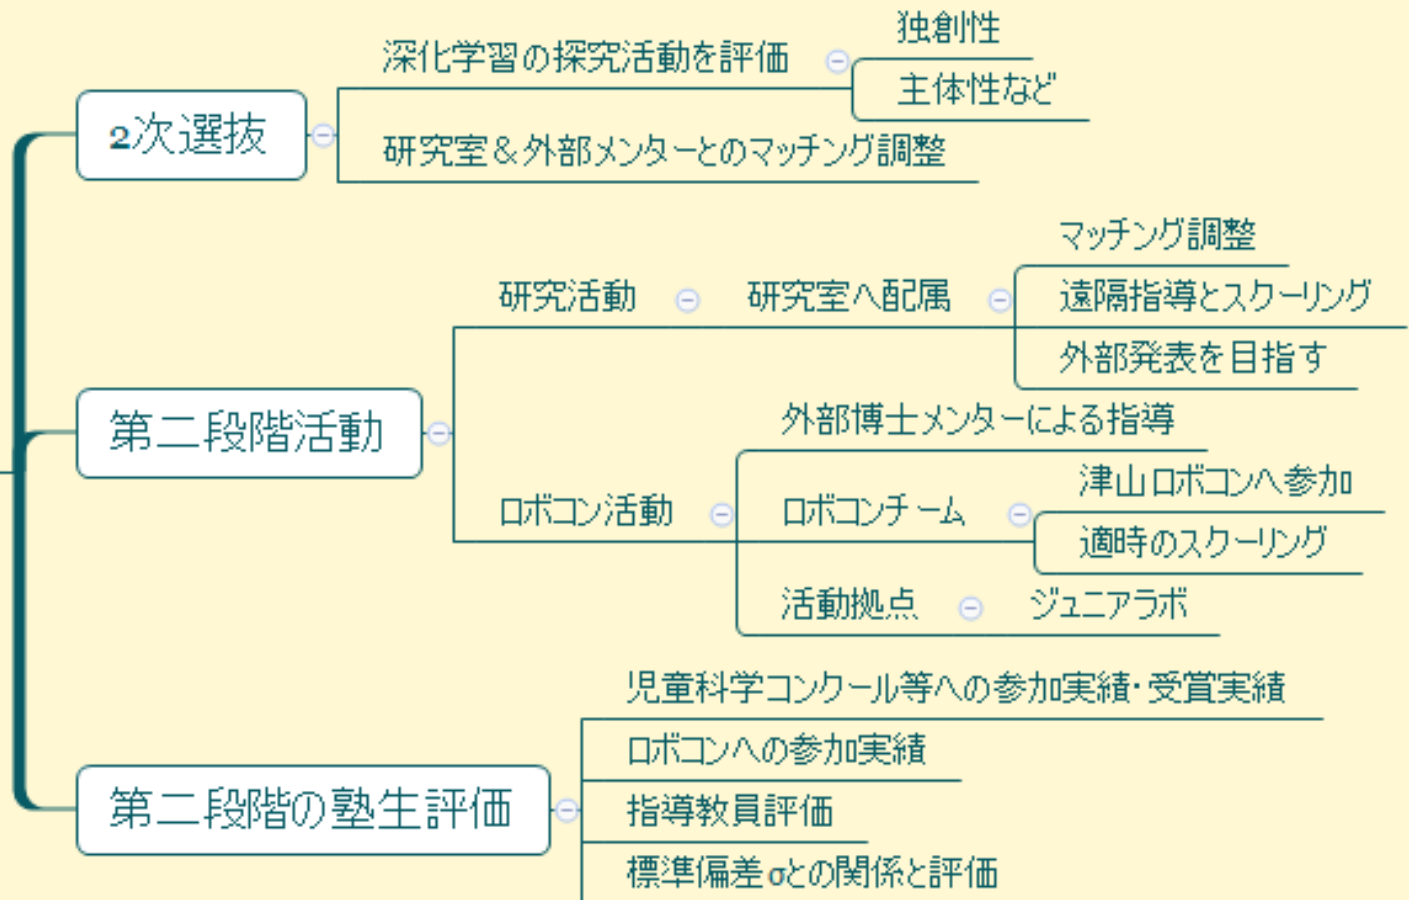 2次選抜
深化学習の探究活動を評価
独創性
主体性など
研究室&外部メンターとのマッチング調整
第二段階活動
研究活動
研究室へ配属
マッチング調整
遠隔指導とスクーリング
外部発表を目指す
ロボコン活動
外部博士メンターによる指導
ロボコンチーム
津山ロボコンへ参加
適時のスクーリング
活動拠点
ジュニアラボ
第二段階の塾生評価
児童科学コンクール等への参加実績・受賞実績
ロボコンへの参加実績
指導教員評価
標準偏差σとの関係と評価